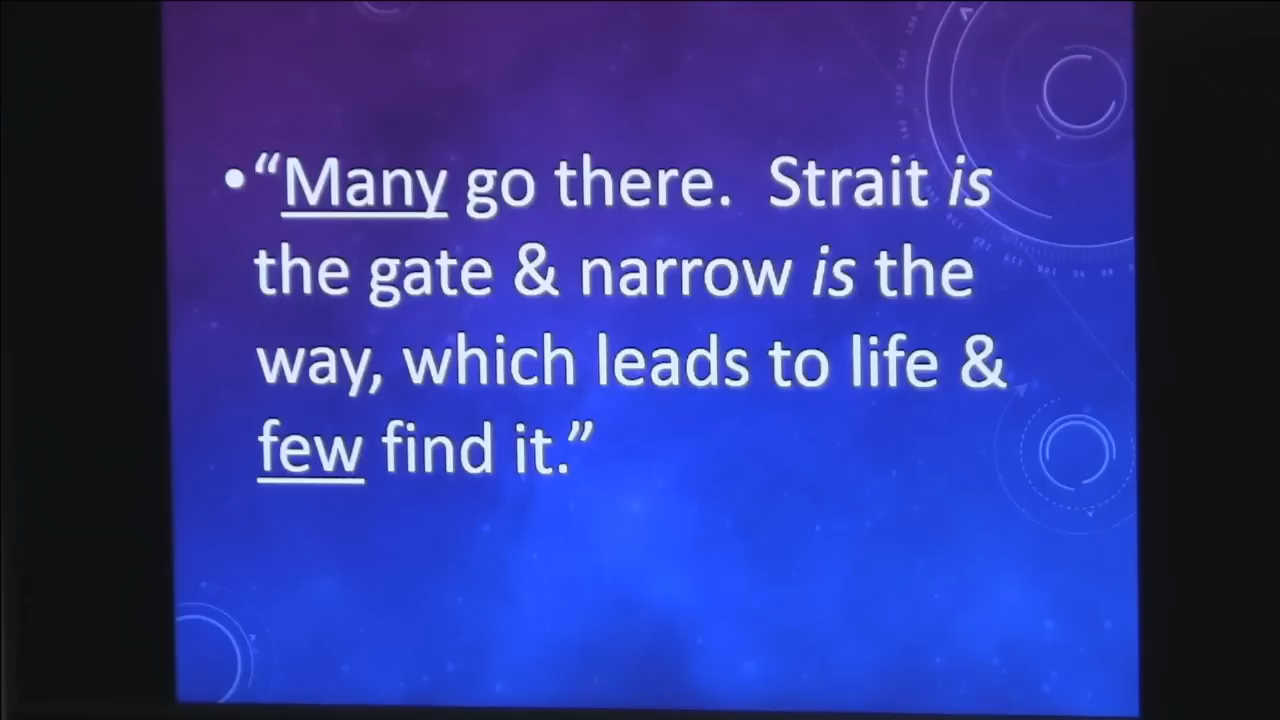 •“Many go there.  Strait is
the gate & narrow is the
way, which leads to life &
few find it.”